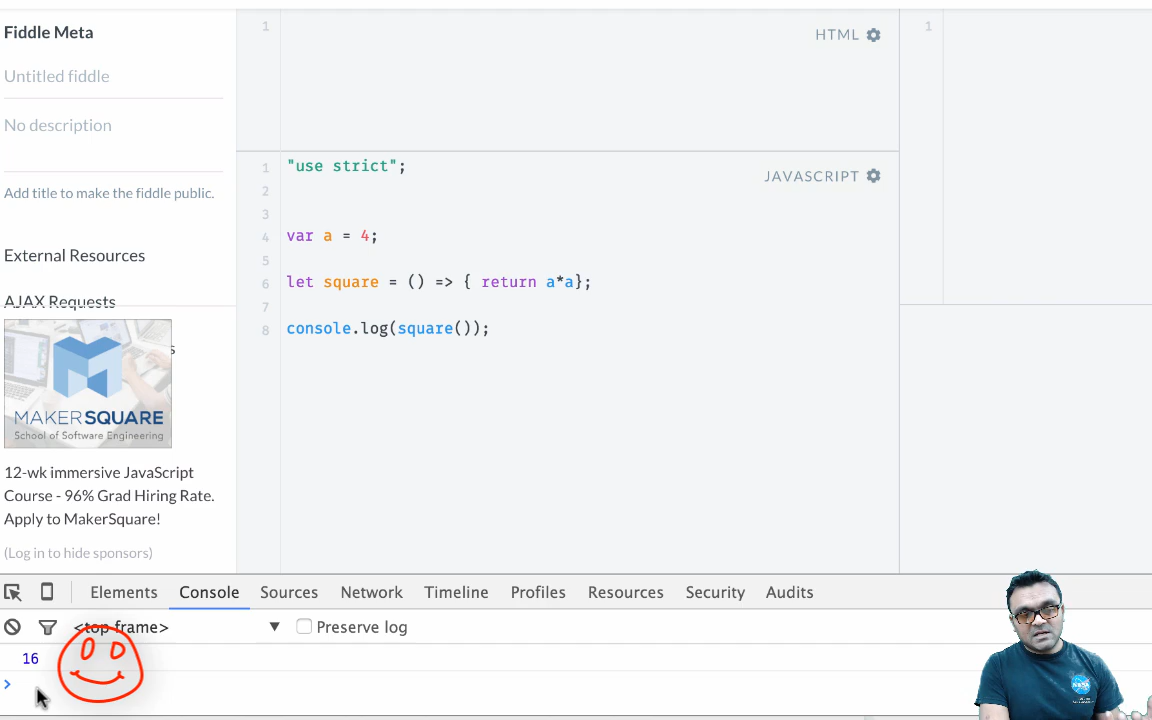 Fiddle Meta
Untitled fiddle
No description
Add title to make the fiddle public.
External Resources
AJAX Requests
s
MAKERSQUARE
School of Software Engineering
12-wk immersive JavaScript
Course - 96% Grad Hiring Rate.
Apply to MakerSquare!
(Log in to hide sponsors)
1
HTML
1
JAVASCRIPT
1 "use strict";
2
3
4 var a = 4;
5
6 let square = () => { return a*a};
7
8 console.log(square());
Elements Console Sources Network Timeline Profiles Resources Security Audits
<top frame> ▼ Preserve log
16
>
NASA